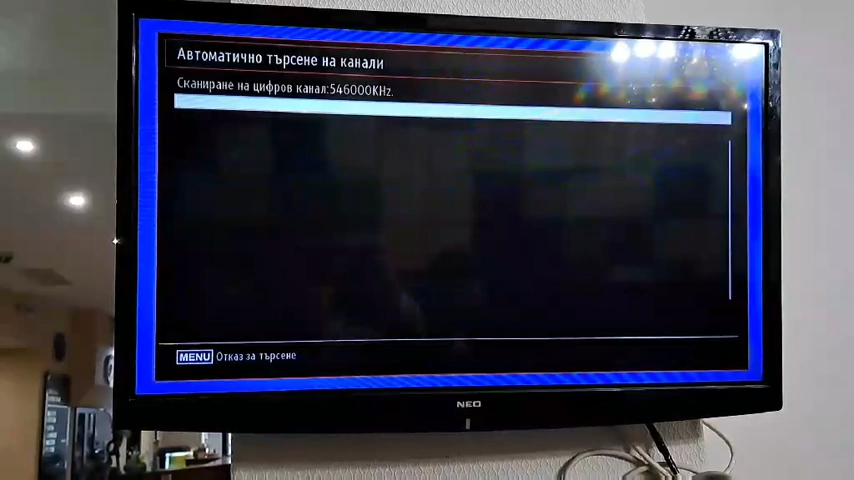 Автоматично търсене на канали
Сканиране на цифров канал:546000KHz.
MENU Отказ за търсене
NEO